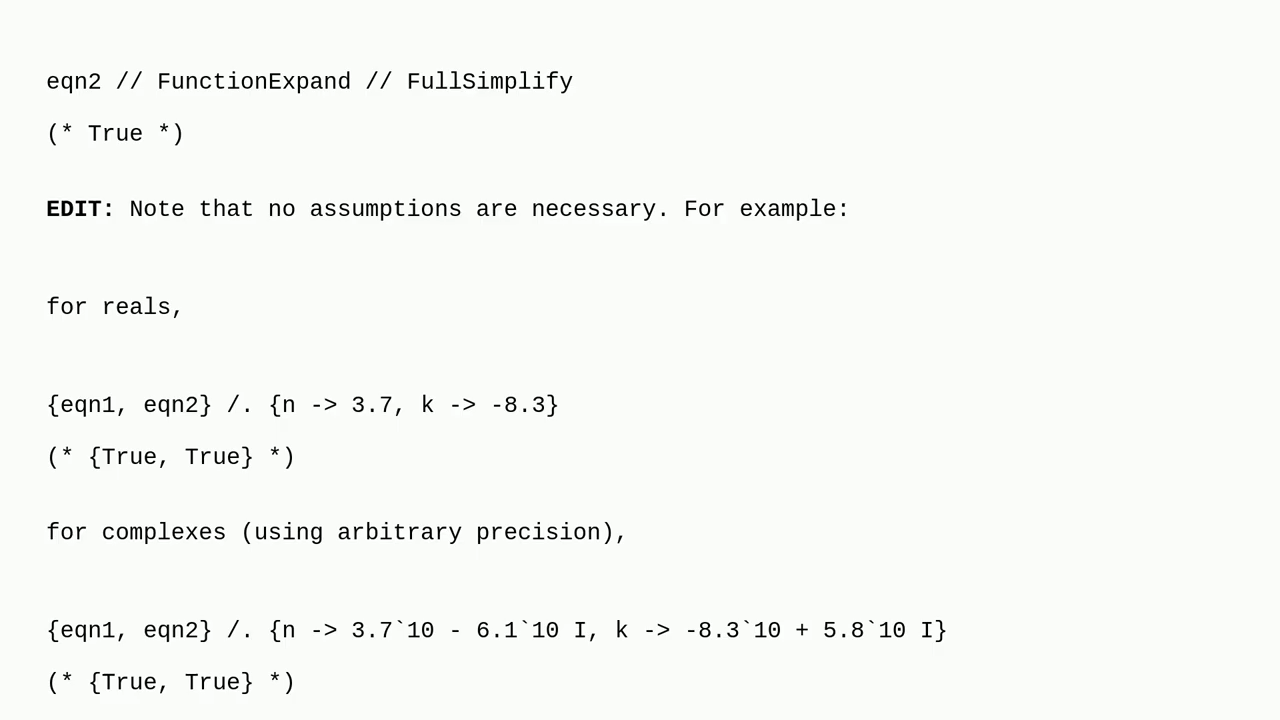 eqn2 // FunctionExpand // FullSimplify
(* True *)
EDIT: Note that no assumptions are necessary. For example:
for reals,
{eqn1, eqn2} /. {n -> 3.7, k -> -8.3}
(* {True, True} *)
for complexes (using arbitrary precision),
{eqn1, eqn2} /. {n -> 3.7`10 - 6.1`10 I, k -> -8.3`10 + 5.8`10 I}
(* {True, True} *)